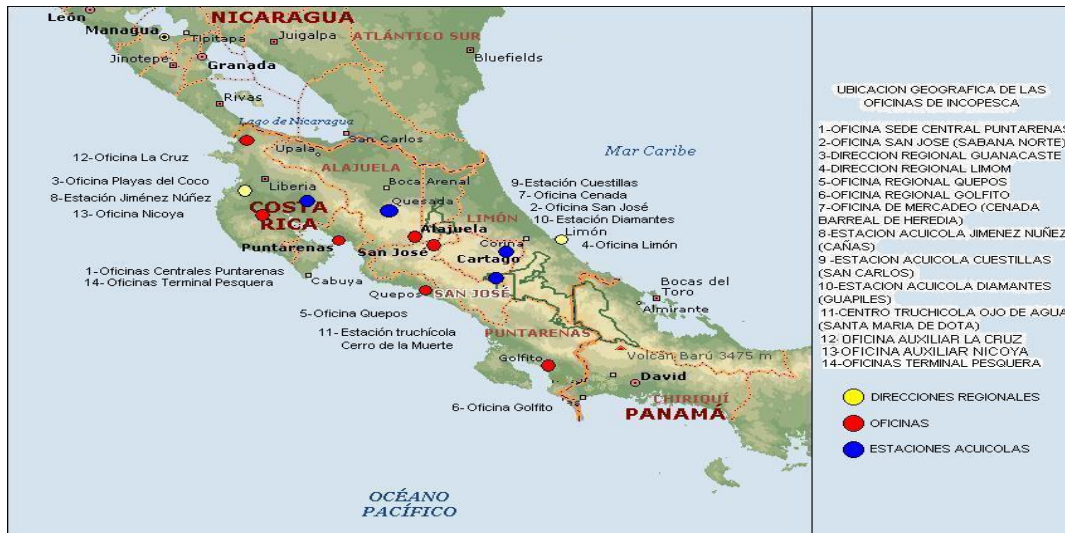 León
NICARAGUA
Managua
Tipitapa
Juigalpa
ATLÁNTICO SUR
Jinotepe
Granada
Bluefields
Rivas
Lago de Nicaragua
San Carlos
Mar Caribe
12-Oficina La Cruz
Upala
ALAJUELA
3-Oficina Playas del Coco
8-Estación Jiménez Núñez
13- Oficina Nicoya
Liberia
Boca Arenal
Quesada
9-Estación Cuestillas
7- Oficina Cenada
2- Oficina San José
10- Estación Diamantes
COSTA
RICA
LIMÓN
Limón
4- Oficina Limón
Alajuela
Puntarenas
San José
Corina
Cartago
1-Oficinas Centrales Puntarenas
14- Oficinas Terminal Pesquera
Cabuya
Quepos
SAN JOSÉ
Bocas del
Toro
Almirante
5-Oficina Quepos
11- Estación truchícola
Cerro de la Muerte
PUNTARENAS
Volcán Barú 3475 m
Golfito
David
6- Oficina Golfito
CHIRIQUÍ
PANAMÁ
OCÉANO
PACÍFICO
UBICACION GEOGRAFICA DE LAS
OFICINAS DE INCOPESCA
1-OFICINA SEDE CENTRAL PUNTARENAS
2-OFICINA SAN JOSE (SABANA NORTE)
3-DIRECCION REGIONAL GUANACASTE
4-DIRECCION REGIONAL LIMOM
5-OFICINA REGIONAL QUEPOS
6-OFICINA REGIONAL GOLFITO
7-OFICINA DE MERCADEO (CENADA
BARREAL DE HEREDIA)
8-ESTACION ACUICOLA JIMENEZ NUÑEZ
(CAÑAS)
9 -ESTACION ACUICOLA CUESTILLAS
(SAN CARLOS)
10-ESTACION ACUICOLA DIAMANTES
(GUAPILES)
11-CENTRO TRUCHICOLA OJO DE AGUA
(SANTA MARIA DE DOTA)
12- OFICINA AUXILIAR LA CRUZ
13-OFICINA AUXILIAR NICOYA
14-OFICINAS TERMINAL PESQUERA
DIRECCIONES REGIONALES
OFICINAS
ESTACIONES ACUICOLAS